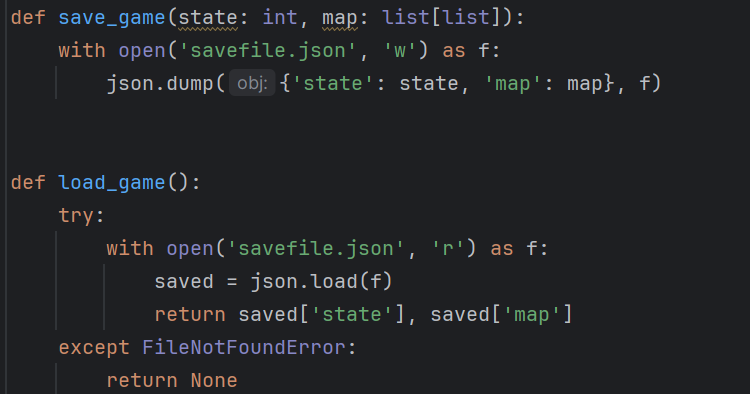 def save_game(state: int, map: list[list]):
    with open('savefile.json', 'w') as f:
        json.dump( obj: {'state': state, 'map': map}, f)
def load_game():
    try:
        with open('savefile.json', 'r') as f:
            saved = json.load(f)
            return saved['state'], saved['map']
    except FileNotFoundError:
        return None